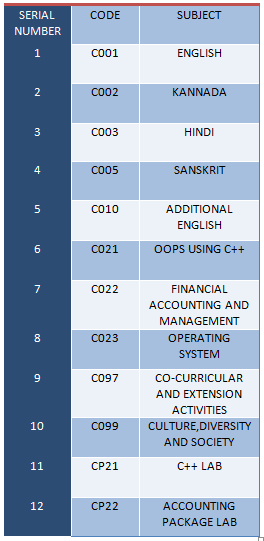 SERIAL NUMBER CODE SUBJECT
1 C001 ENGLISH
2 C002 KANNADA
3 C003 HINDI
4 C005 SANSKRIT
5 C010 ADDITIONAL
ENGLISH
6 C021 OOPS USING C++
7 C022 FINANCIAL
ACCOUNTING AND
MANAGEMENT
8 C023 OPERATING
SYSTEM
9 C097 CO-CURRICULAR
AND EXTENSION
ACTIVITIES
10 C099 CULTURE,DIVERSITY
AND SOCIETY
11 CP21 C++ LAB
12 CP22 ACCOUNTING
PACKAGE LAB